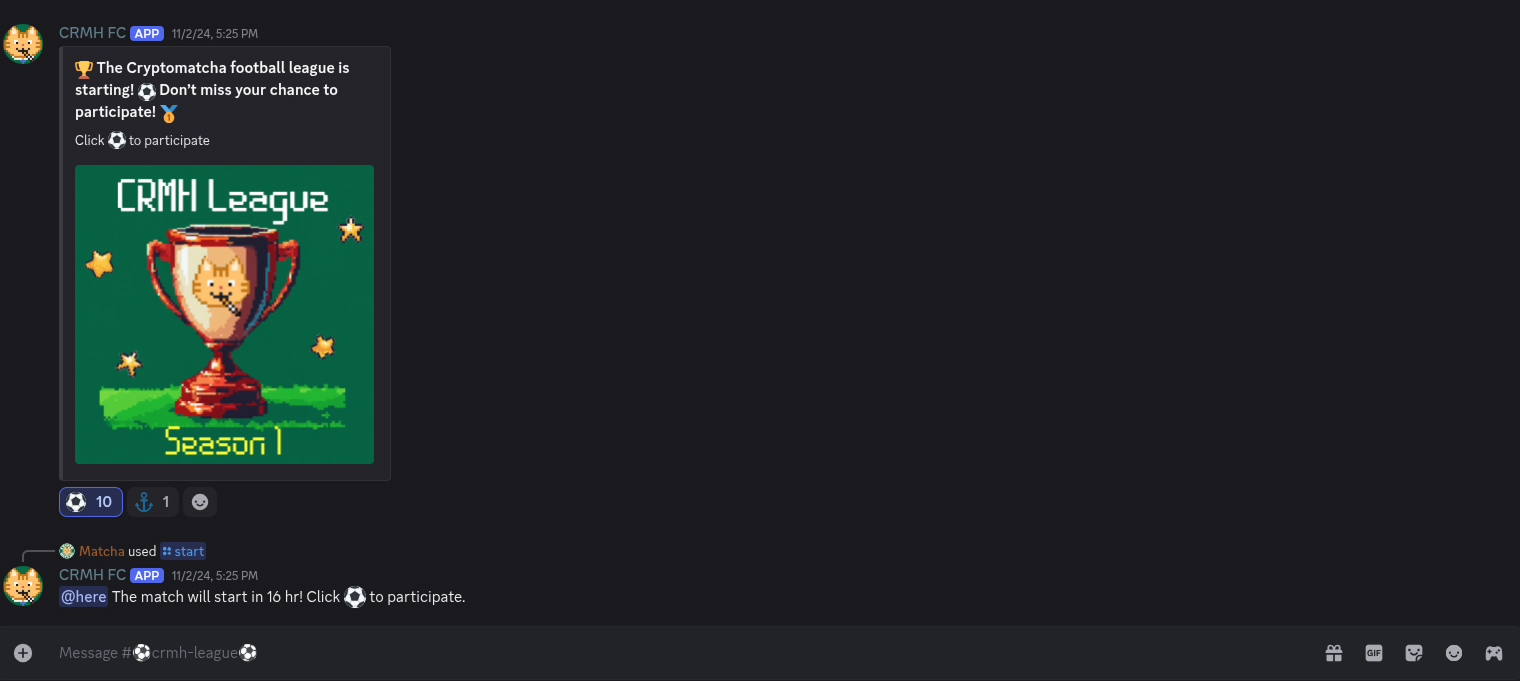 CRMH FC APP 11/2/24, 5:25 PM
🏆 The Cryptomatcha football league is
starting! ⚽ Don't miss your chance to
participate! 🏅
Click ⚽ to participate
CRMH League
Season 1
⚽ 10 ⚓ 1
Matcha used start
CRMH FC APP 11/2/24, 5:25 PM
@here The match will start in 16 hr! Click ⚽ to participate.
Message #⚽crmh-league⚽ GIF